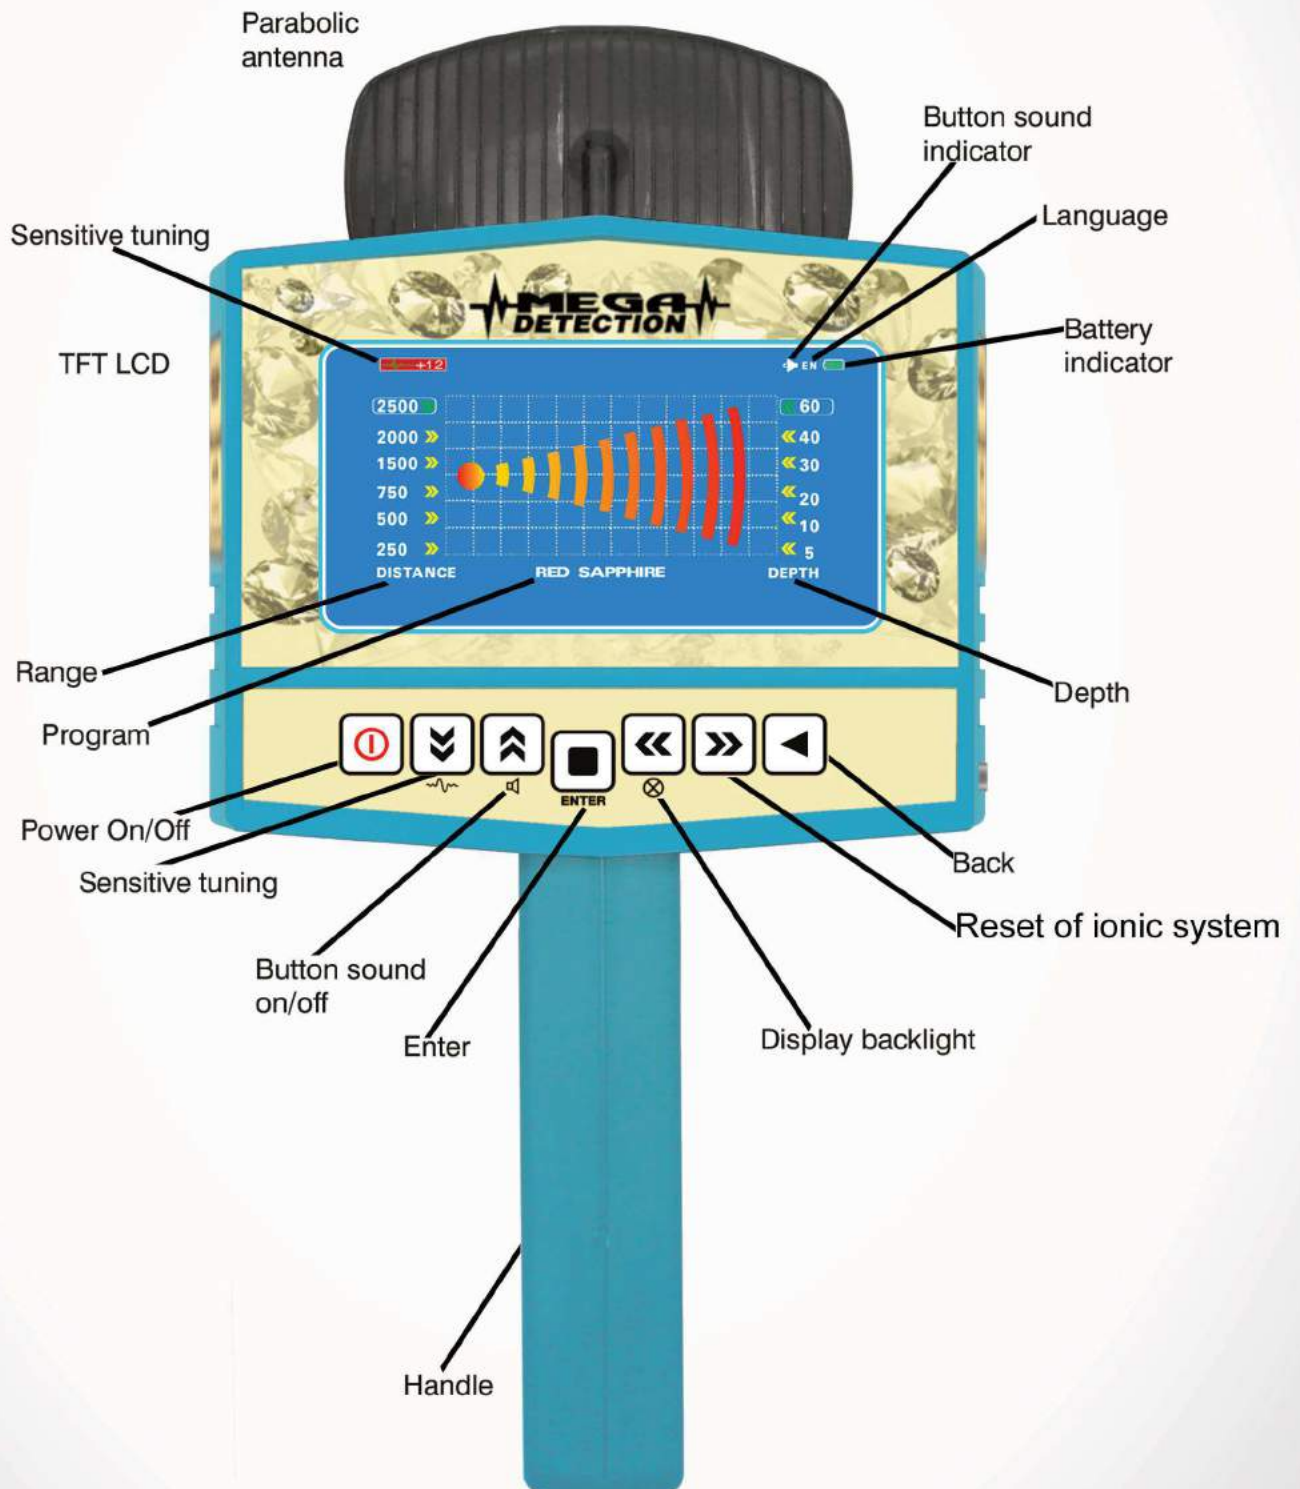 Parabolic
antenna
Button sound
indicator
Language
Sensitive tuning
MEGA
DETECTION
Battery
indicator
TFT LCD
+12
EN
2500
60
2000
40
1500
30
750
20
500
10
250
5
DISTANCE
RED SAPPHIRE
DEPTH
Range
Depth
Program
ENTER
Power On/Off
Back
Sensitive tuning
Reset of ionic system
Button sound
on/off
Enter
Display backlight
Handle